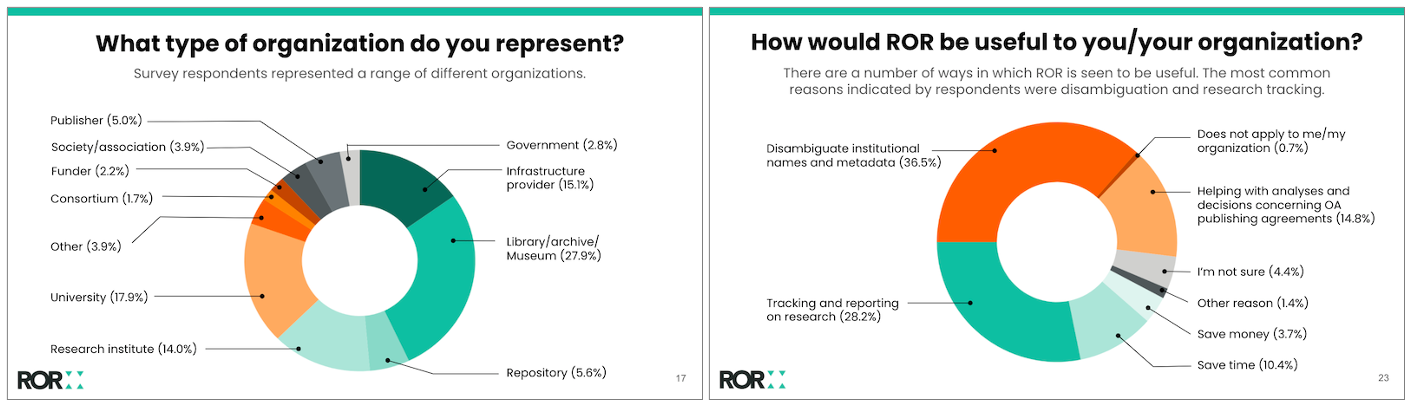 What type of organization do you represent?
Survey respondents represented a range of different organizations.
Publisher (5.0%)
Society/association (3.9%)
Funder (2.2%)
Consortium (1.7%)
Other (3.9%)
University (17.9%)
Research institute (14.0%)
Government (2.8%)
Infrastructure
provider (15.1%)
Library/archive/
Museum (27.9%)
Repository (5.6%)
ROR
17
How would ROR be useful to you/your organization?
There are a number of ways in which ROR is seen to be useful. The most common
reasons indicated by respondents were disambiguation and research tracking.
Disambiguate institutional
names and metadata (36.5%)
Tracking and reporting
on research (28.2%)
Does not apply to me/my
organization (0.7%)
Helping with analyses and
decisions concerning OA
publishing agreements (14.8%)
I'm not sure (4.4%)
Other reason (1.4%)
Save money (3.7%)
Save time (10.4%)
ROR
23